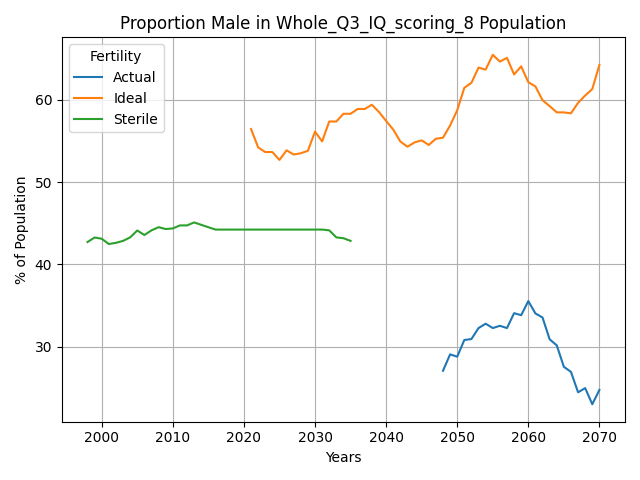 Proportion Male in Whole_Q3_IQ_scoring_8 Population
Fertility
Actual
Ideal
Sterile
% of Population
60
50
40
30
2000 2010 2020 2030 2040 2050 2060 2070
Years